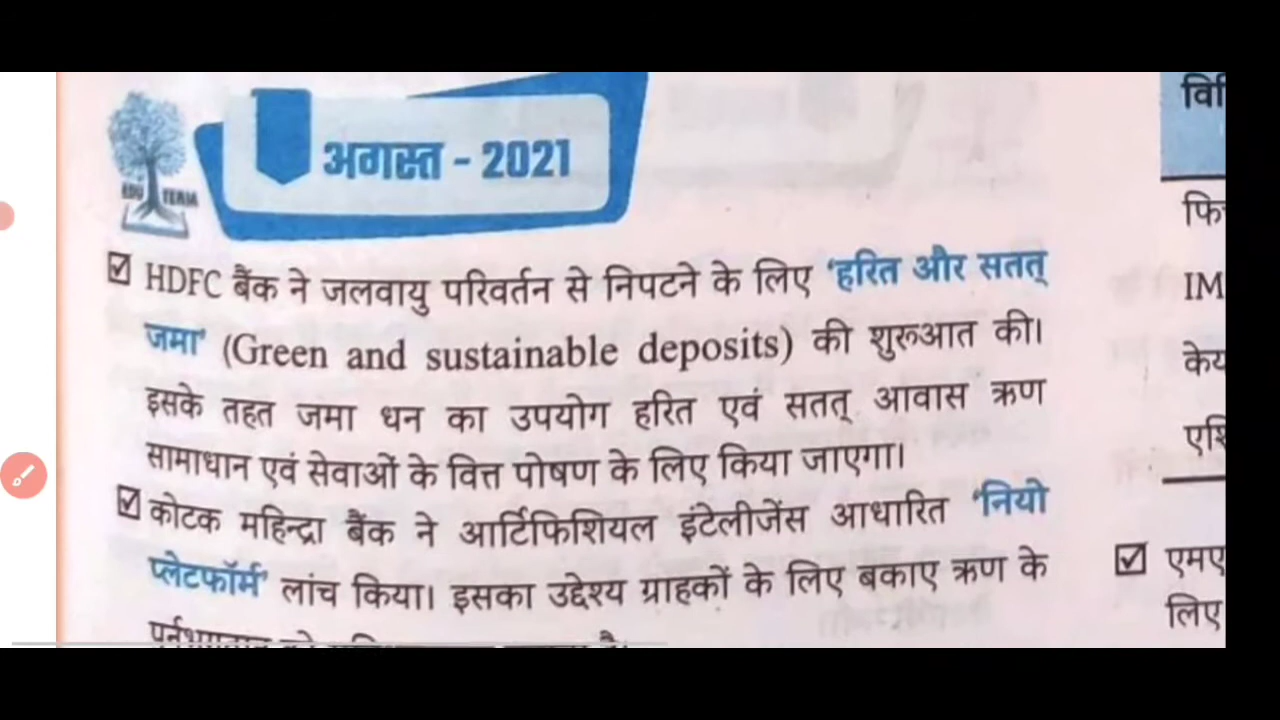 अगस्त - 2021
EDU TERIA
HDFC बैंक ने जलवायु परिवर्तन से निपटने के लिए 'हरित और सतत्
जमा' (Green and sustainable deposits) की शुरूआत की।
इसके तहत जमा धन का उपयोग हरित एवं सतत् आवास ऋण
सामाधान एवं सेवाओं के वित्त पोषण के लिए किया जाएगा।
कोटक महिन्द्रा बैंक ने आर्टिफिशियल इंटेलीजेंस आधारित 'नियो
प्लेटफॉर्म' लांच किया। इसका उद्देश्य ग्राहकों के लिए बकाए ऋण के
IM
एमए
लिए